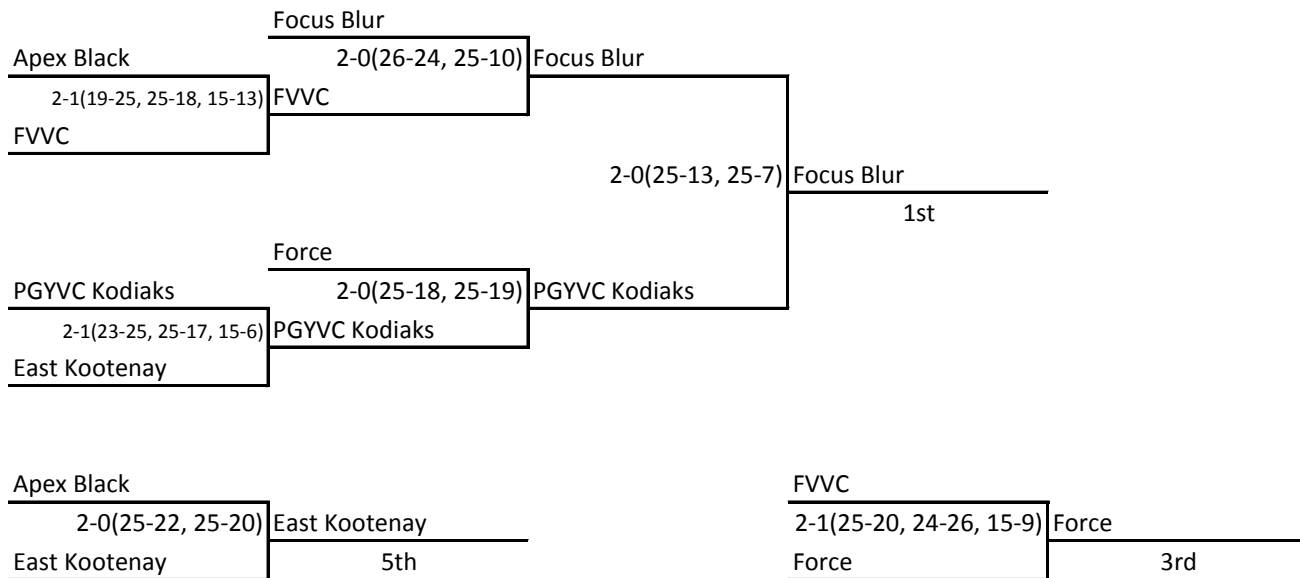 Focus Blur
Apex Black
2-0(26-24, 25-10)
Focus Blur
2-1(19-25, 25-18, 15-13)
FVVC
FVVC
2-0(25-13, 25-7)
Focus Blur
1st
Force
PGYVC Kodiaks
2-0(25-18, 25-19)
PGYVC Kodiaks
2-1(23-25, 25-17, 15-6)
PGYVC Kodiaks
East Kootenay
Apex Black
2-0(25-22, 25-20)
East Kootenay
East Kootenay
5th
FVVC
2-1(25-20, 24-26, 15-9)
Force
Force
3rd